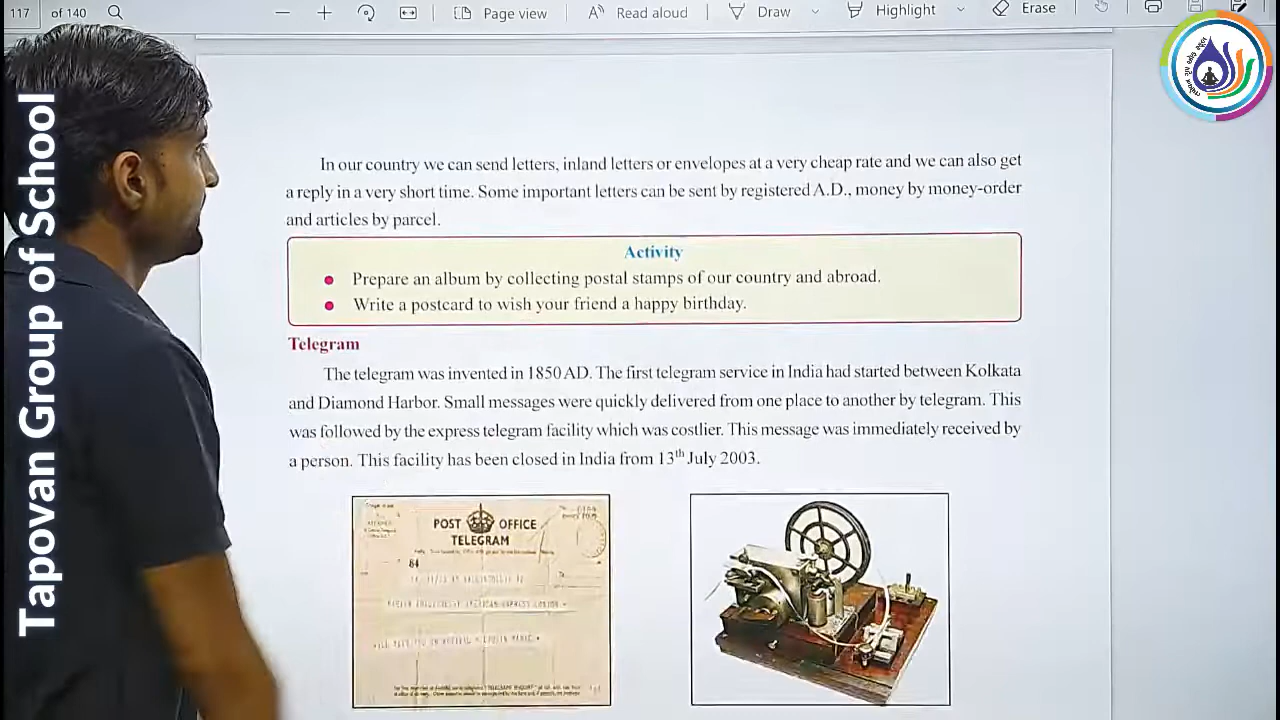 117 of 140
Page view
Read aloud
Draw
Highlight
Erase
Tapovan Group of School
In our country we can send letters, inland letters or envelopes at a very cheap rate and we can also get
a reply in a very short time. Some important letters can be sent by registered A.D., money by money-order
and articles by parcel.
Activity
Prepare an album by collecting postal stamps of our country and abroad.
Write a postcard to wish your friend a happy birthday.
Telegram
The telegram was invented in 1850 AD. The first telegram service in India had started between Kolkata
and Diamond Harbor. Small messages were quickly delivered from one place to another by telegram. This
was followed by the express telegram facility which was costlier. This message was immediately received by
a person. This facility has been closed in India from 13th July 2003.
POST OFFICE
TELEGRAM
84